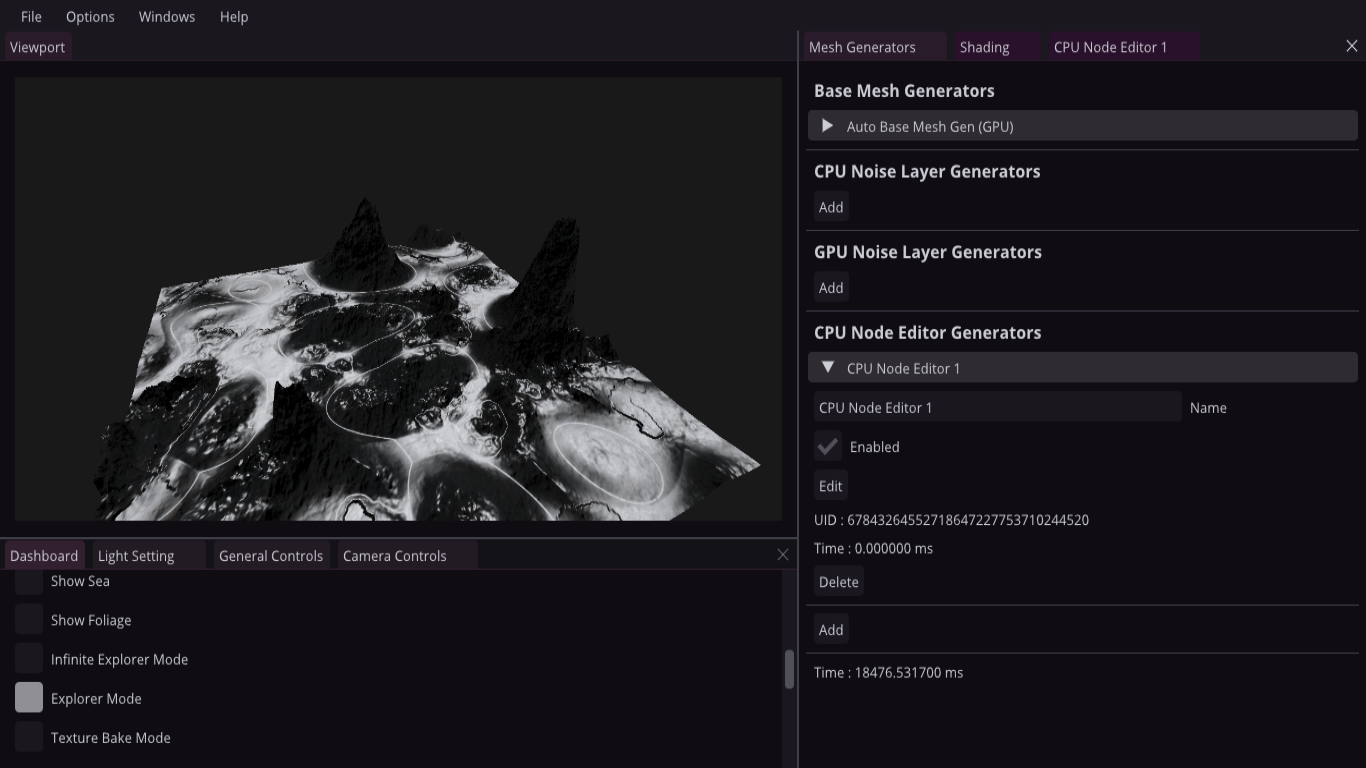 File Options Windows Help
Viewport
Mesh Generators Shading CPU Node Editor 1
Base Mesh Generators
Auto Base Mesh Gen (GPU)
CPU Noise Layer Generators
Add
GPU Noise Layer Generators
Add
CPU Node Editor Generators
CPU Node Editor 1
CPU Node Editor 1 Name
Enabled
Edit
UID : 67843264552718647227753710244520
Time : 0.000000 ms
Delete
Add
Time : 18476.531700 ms
Dashboard Light Setting General Controls Camera Controls
Show Sea
Show Foliage
Infinite Explorer Mode
Explorer Mode
Texture Bake Mode